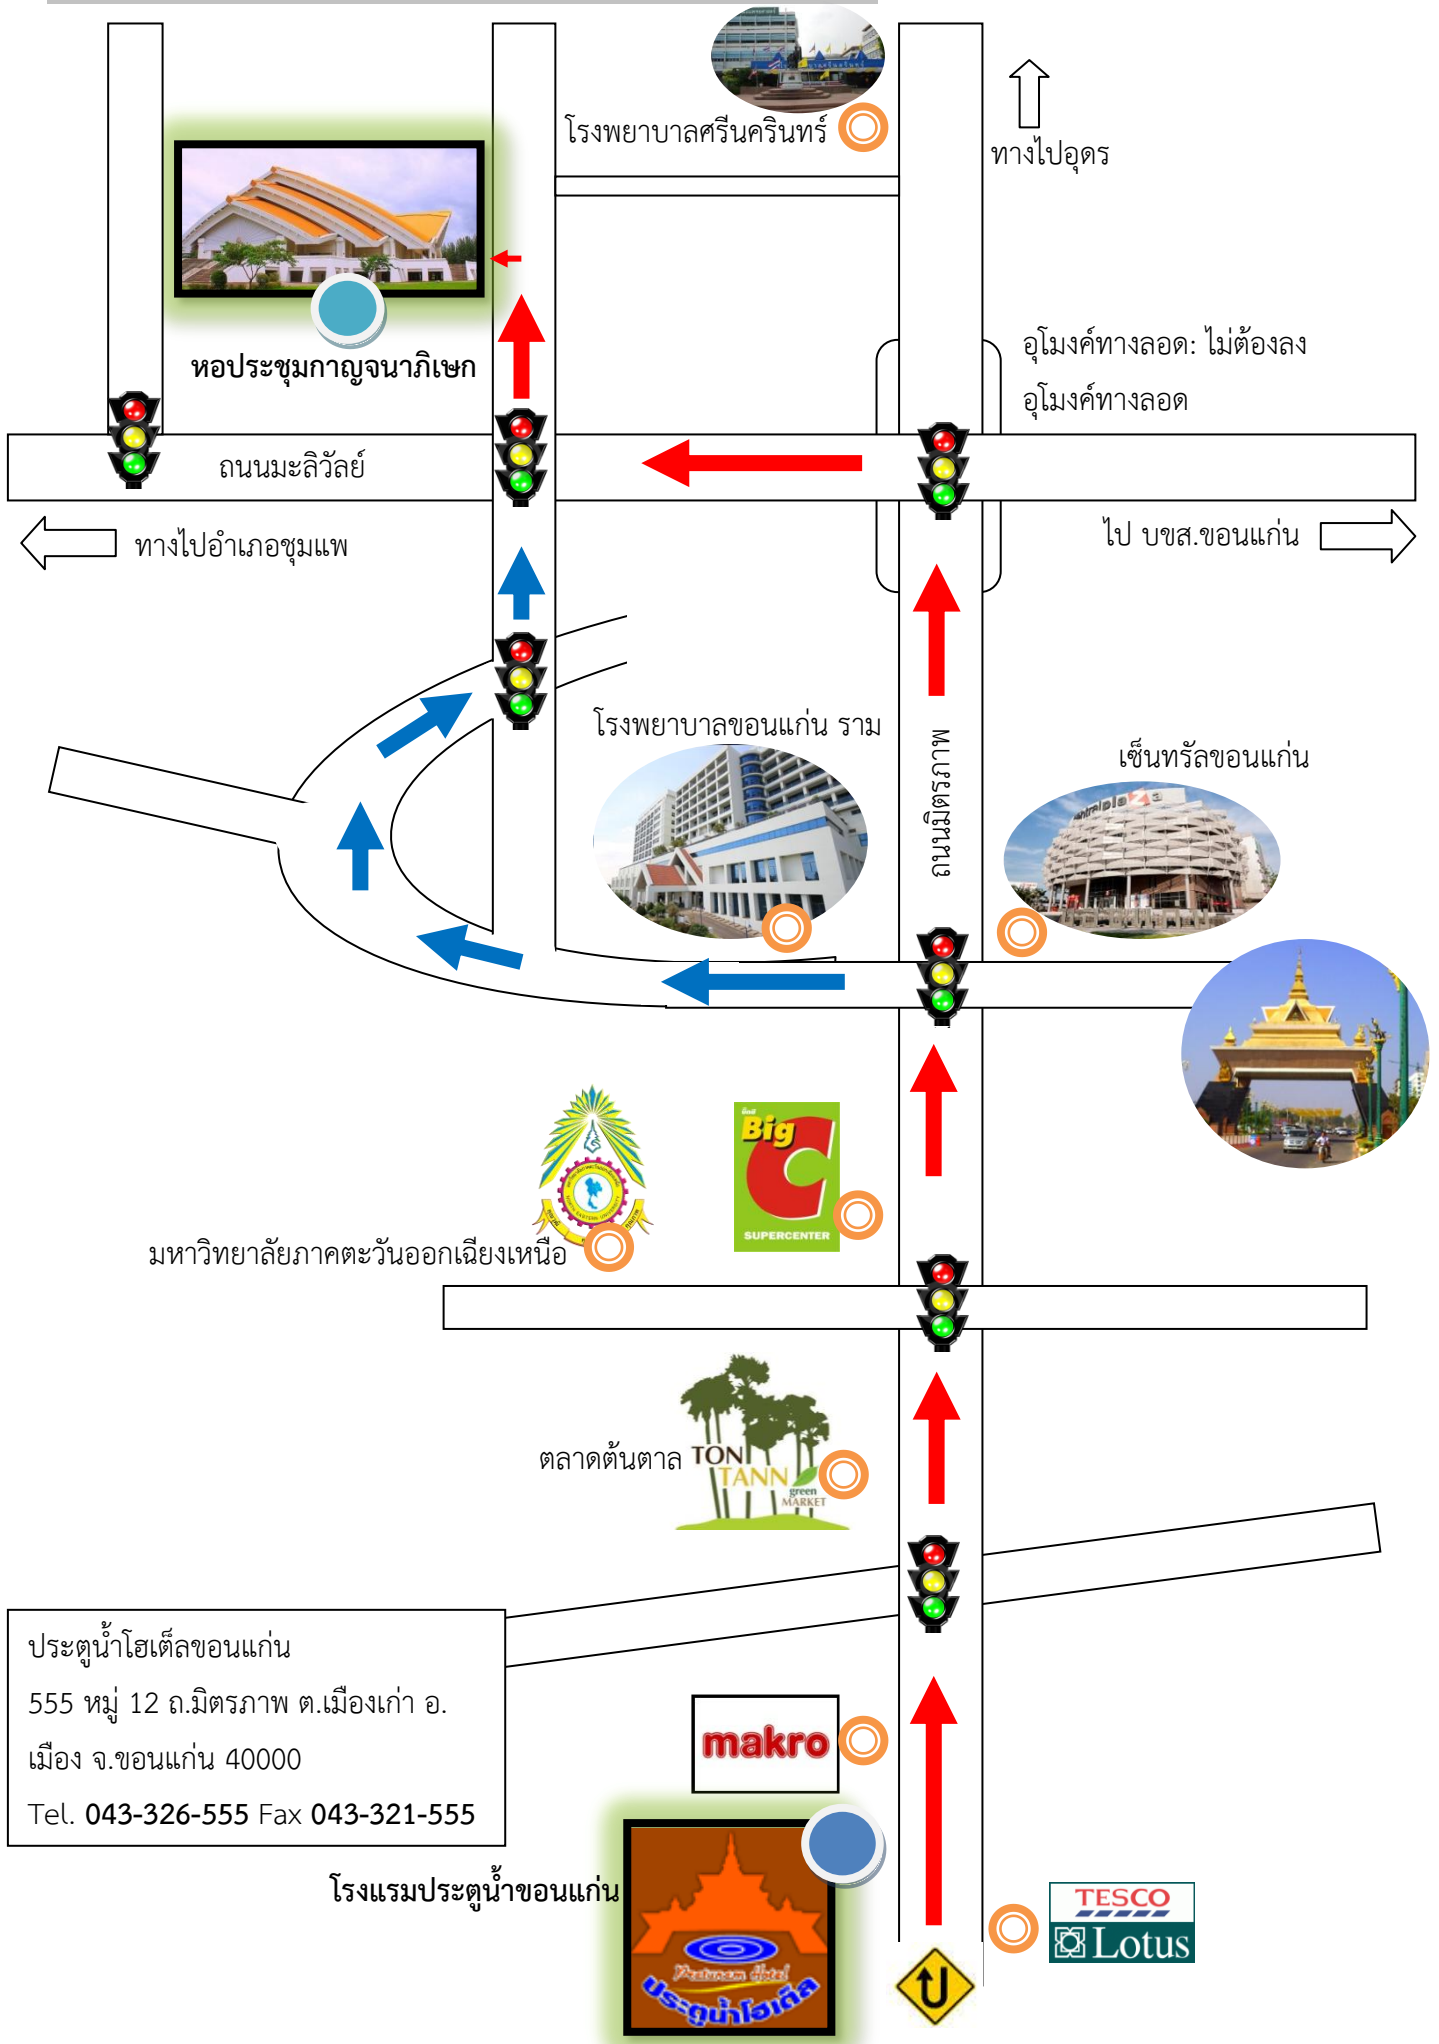 โรงพยาบาลศรีนครินทร์
ทางไปอุดร
หอประชุมกาญจนาภิเษก
อุโมงค์ทางลอด: ไม่ต้องลง
อุโมงค์ทางลอด
ถนนมะลิวัลย์
ทางไปอำเภอชุมแพ
ไป บขส.ขอนแก่น
โรงพยาบาลขอนแก่น ราม
ถนนมิตรภาพ
เซ็นทรัลขอนแก่น
บิ๊กซี
Big
C
SUPERCENTER
มหาวิทยาลัยภาคตะวันออกเฉียงเหนือ
ตลาดต้นตาล
TON
TANN
green
MARKET
ประตูน้ำโฮเต็ลขอนแก่น
555 หมู่ 12 ถ.มิตรภาพ ต.เมืองเก่า อ.
เมือง จ.ขอนแก่น 40000
Tel. 043-326-555 Fax 043-321-555
makro
โรงแรมประตูน้ำขอนแก่น
Pratunam Hotel
ประตูน้ำโฮเต็ล
TESCO
Lotus